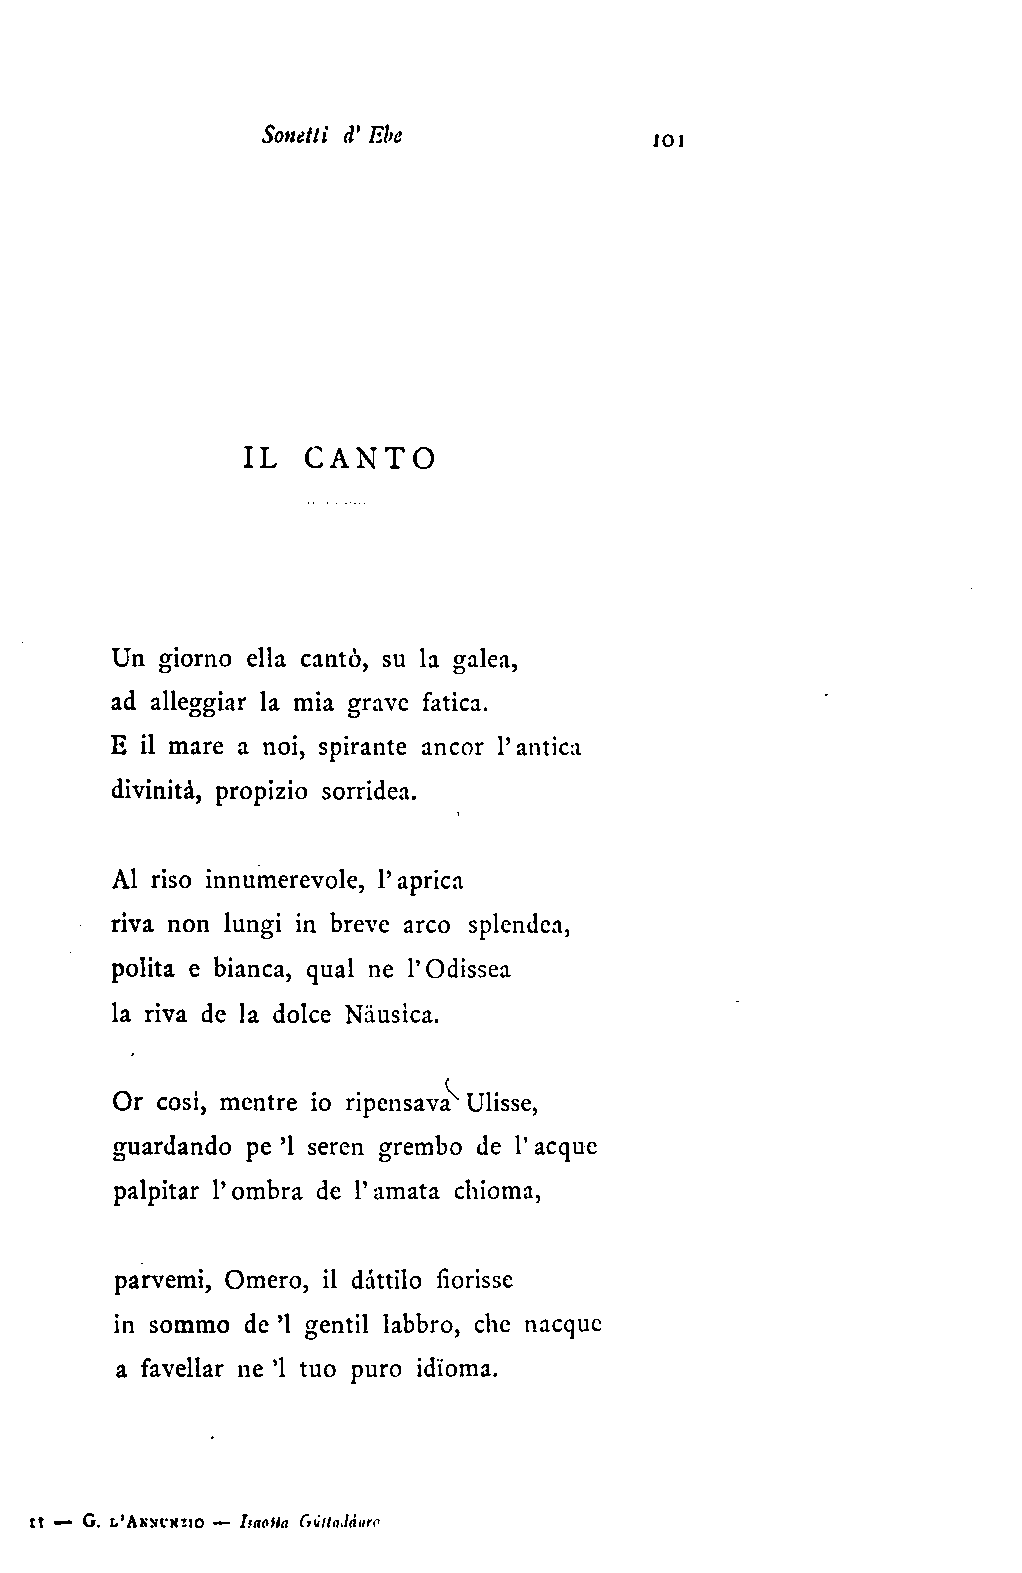 Sonetti d' Ebe 101
IL CANTO
Un giorno ella cantò, su la galea,
ad alleggiar la mia grave fatica.
E il mare a noi, spirante ancor l'antica
divinità, propizio sorridea.
Al riso innumerevole, l'aprica
riva non lungi in breve arco splendea,
polita e bianca, qual ne l'Odissea
la riva de la dolce Näusìca.
Or così, mentre io ripensava Ulisse,
guardando pe 'l seren grembo de l'acque
palpitar l'ombra de l'amata chioma,
parvemi, Omero, il dáttilo fiorisse
in sommo de 'l gentil labbro, che nacque
a favellar ne 'l tuo puro idïoma.
11 — G. D'ANNUNZIO — Isaotta Guttadáuro